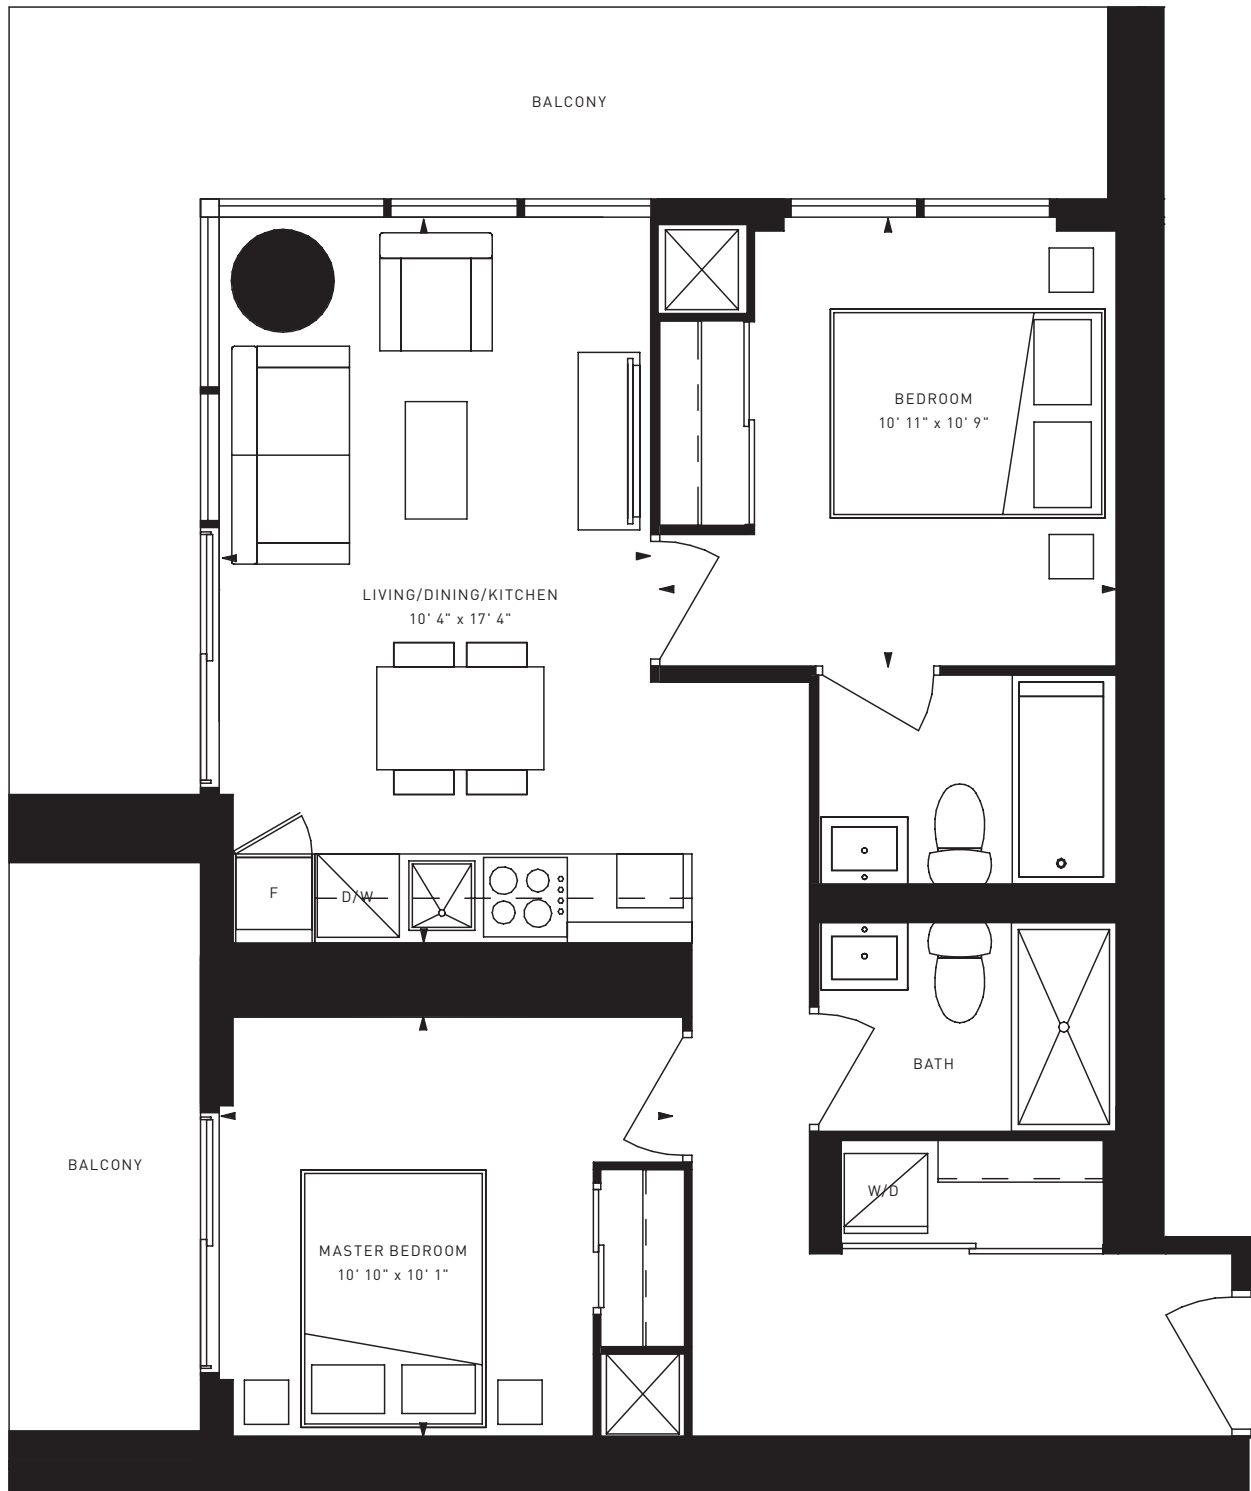 BALCONY
BEDROOM
10' 11" x 10' 9"
LIVING/DINING/KITCHEN
10' 4" x 17' 4"
F
D/W
BATH
BALCONY
W/D
MASTER BEDROOM
10' 10" x 10' 1"